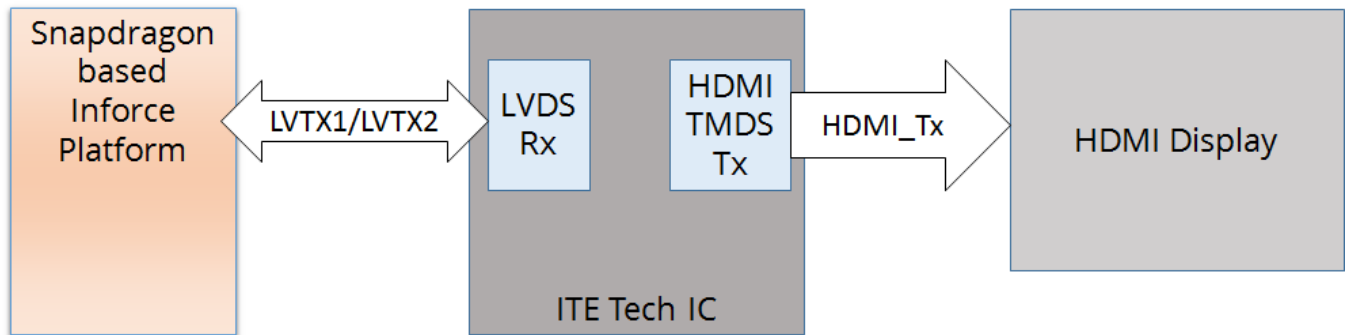 Snapdragon
based
Inforce
Platform
LVTX1/LVTX2
LVDS
Rx
HDMI
TMDS
Tx
HDMI_Tx
HDMI Display
ITE Tech IC